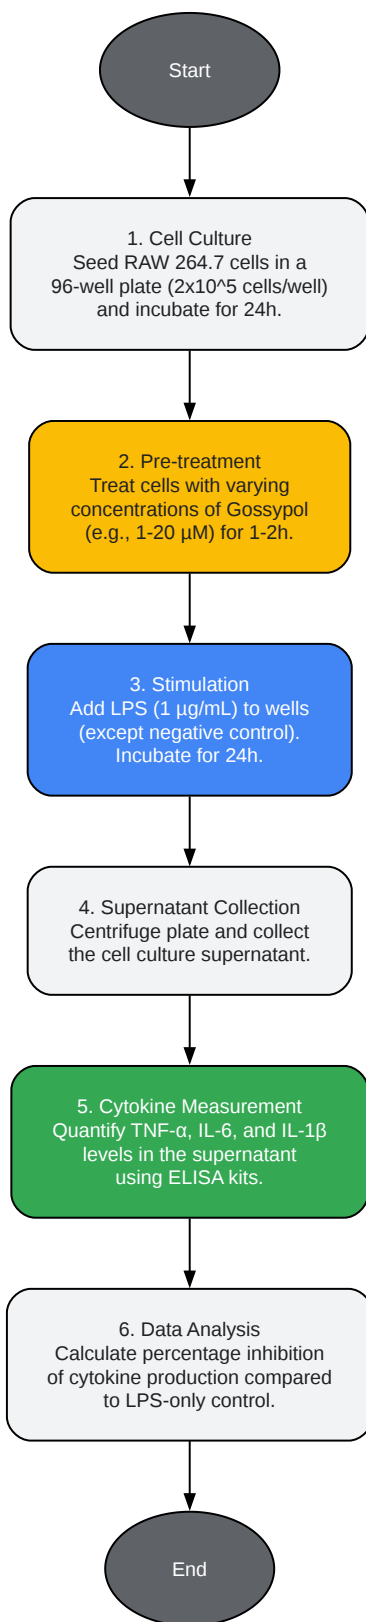 Start
1. Cell Culture
Seed RAW 264.7 cells in a
96-well plate (2x10^5 cells/well)
and incubate for 24h.
2. Pre-treatment
Treat cells with varying
concentrations of Gossypol
(e.g., 1-20 µM) for 1-2h.
3. Stimulation
Add LPS (1 µg/mL) to wells
(except negative control).
Incubate for 24h.
4. Supernatant Collection
Centrifuge plate and collect
the cell culture supernatant.
5. Cytokine Measurement
Quantify TNF-α, IL-6, and IL-1β
levels in the supernatant
using ELISA kits.
6. Data Analysis
Calculate percentage inhibition
of cytokine production compared
to LPS-only control.
End